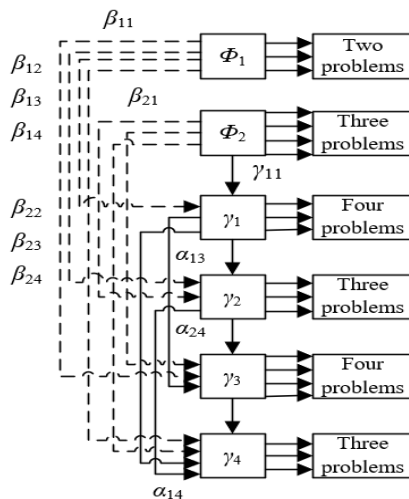 β11
Φ1
Two
problems
β12
β13
β14
β21
Φ2
Three
problems
γ11
β22
β23
β24
γ1
Four
problems
α13
γ2
Three
problems
α24
γ3
Four
problems
γ4
Three
problems
α14